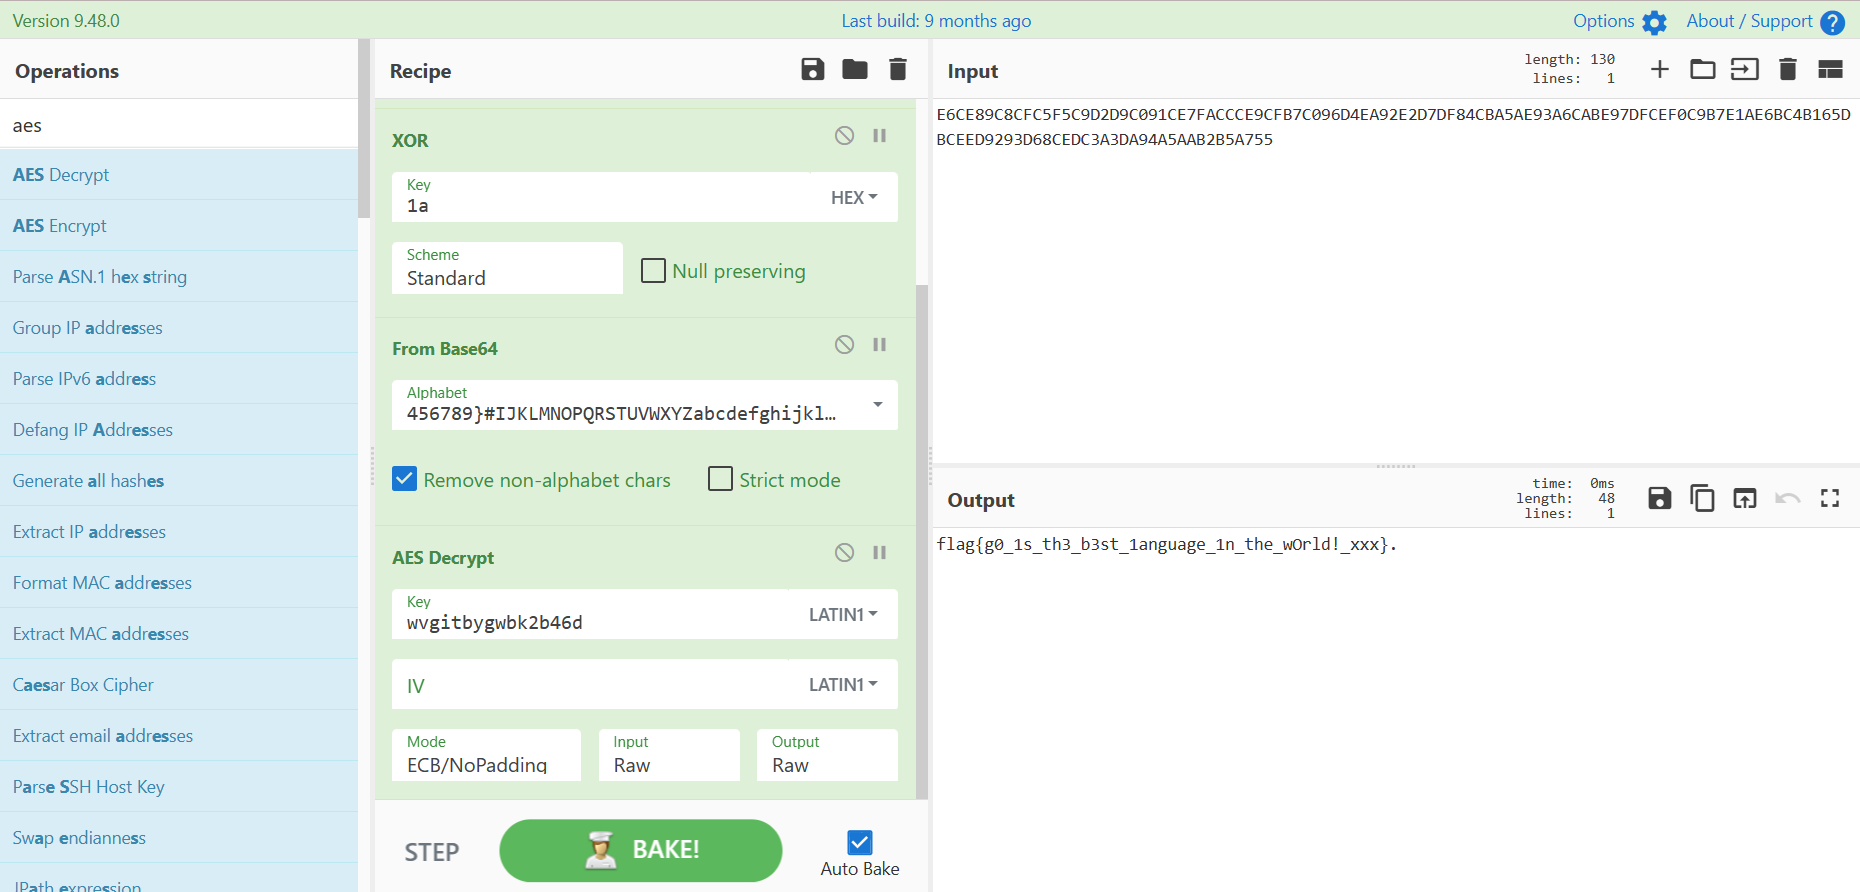 Version 9.48.0
Last build: 9 months ago
Options
About / Support
Operations
aes
AES Decrypt
AES Encrypt
Parse ASN.1 hex string
Group IP addresses
Parse IPv6 address
Defang IP Addresses
Generate all hashes
Extract IP addresses
Format MAC addresses
Extract MAC addresses
Caesar Box Cipher
Extract email addresses
Parse SSH Host Key
Swap endianness
JPath expression
Recipe
XOR
Key
1a
HEX
Scheme
Standard
Null preserving
From Base64
Alphabet
456789}#IJKLMNOPQRSTUVWXYZabcdefghijkl…
Remove non-alphabet chars
Strict mode
AES Decrypt
Key
wvgitbygwbk2b46d
LATIN1
IV
LATIN1
Mode
ECB/NoPadding
Input
Raw
Output
Raw
STEP
BAKE!
Auto Bake
Input
length: 130
lines: 1
E6CE89C8CFC5F5C9D2D9C091CE7FACCCE9CFB7C096D4EA92E2D7DF84CBA5AE93A6CABE97DFCEF0C9B7E1AE6BC4B165D
BCEED9293D68CEDC3A3DA94A5AAB2B5A755
Output
time: 0ms
length: 48
lines: 1
flag{g0_1s_th3_b3st_1anguage_1n_the_wOrld!_xxx}.